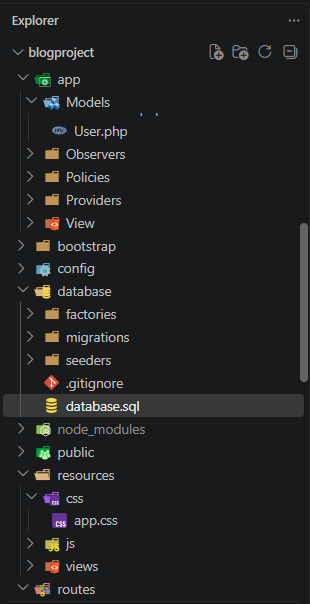 Explorer
blogproject
app
Models
User.php
Observers
Policies
Providers
View
bootstrap
config
database
factories
migrations
seeders
.gitignore
database.sql
node_modules
public
resources
css
app.css
js
views
routes